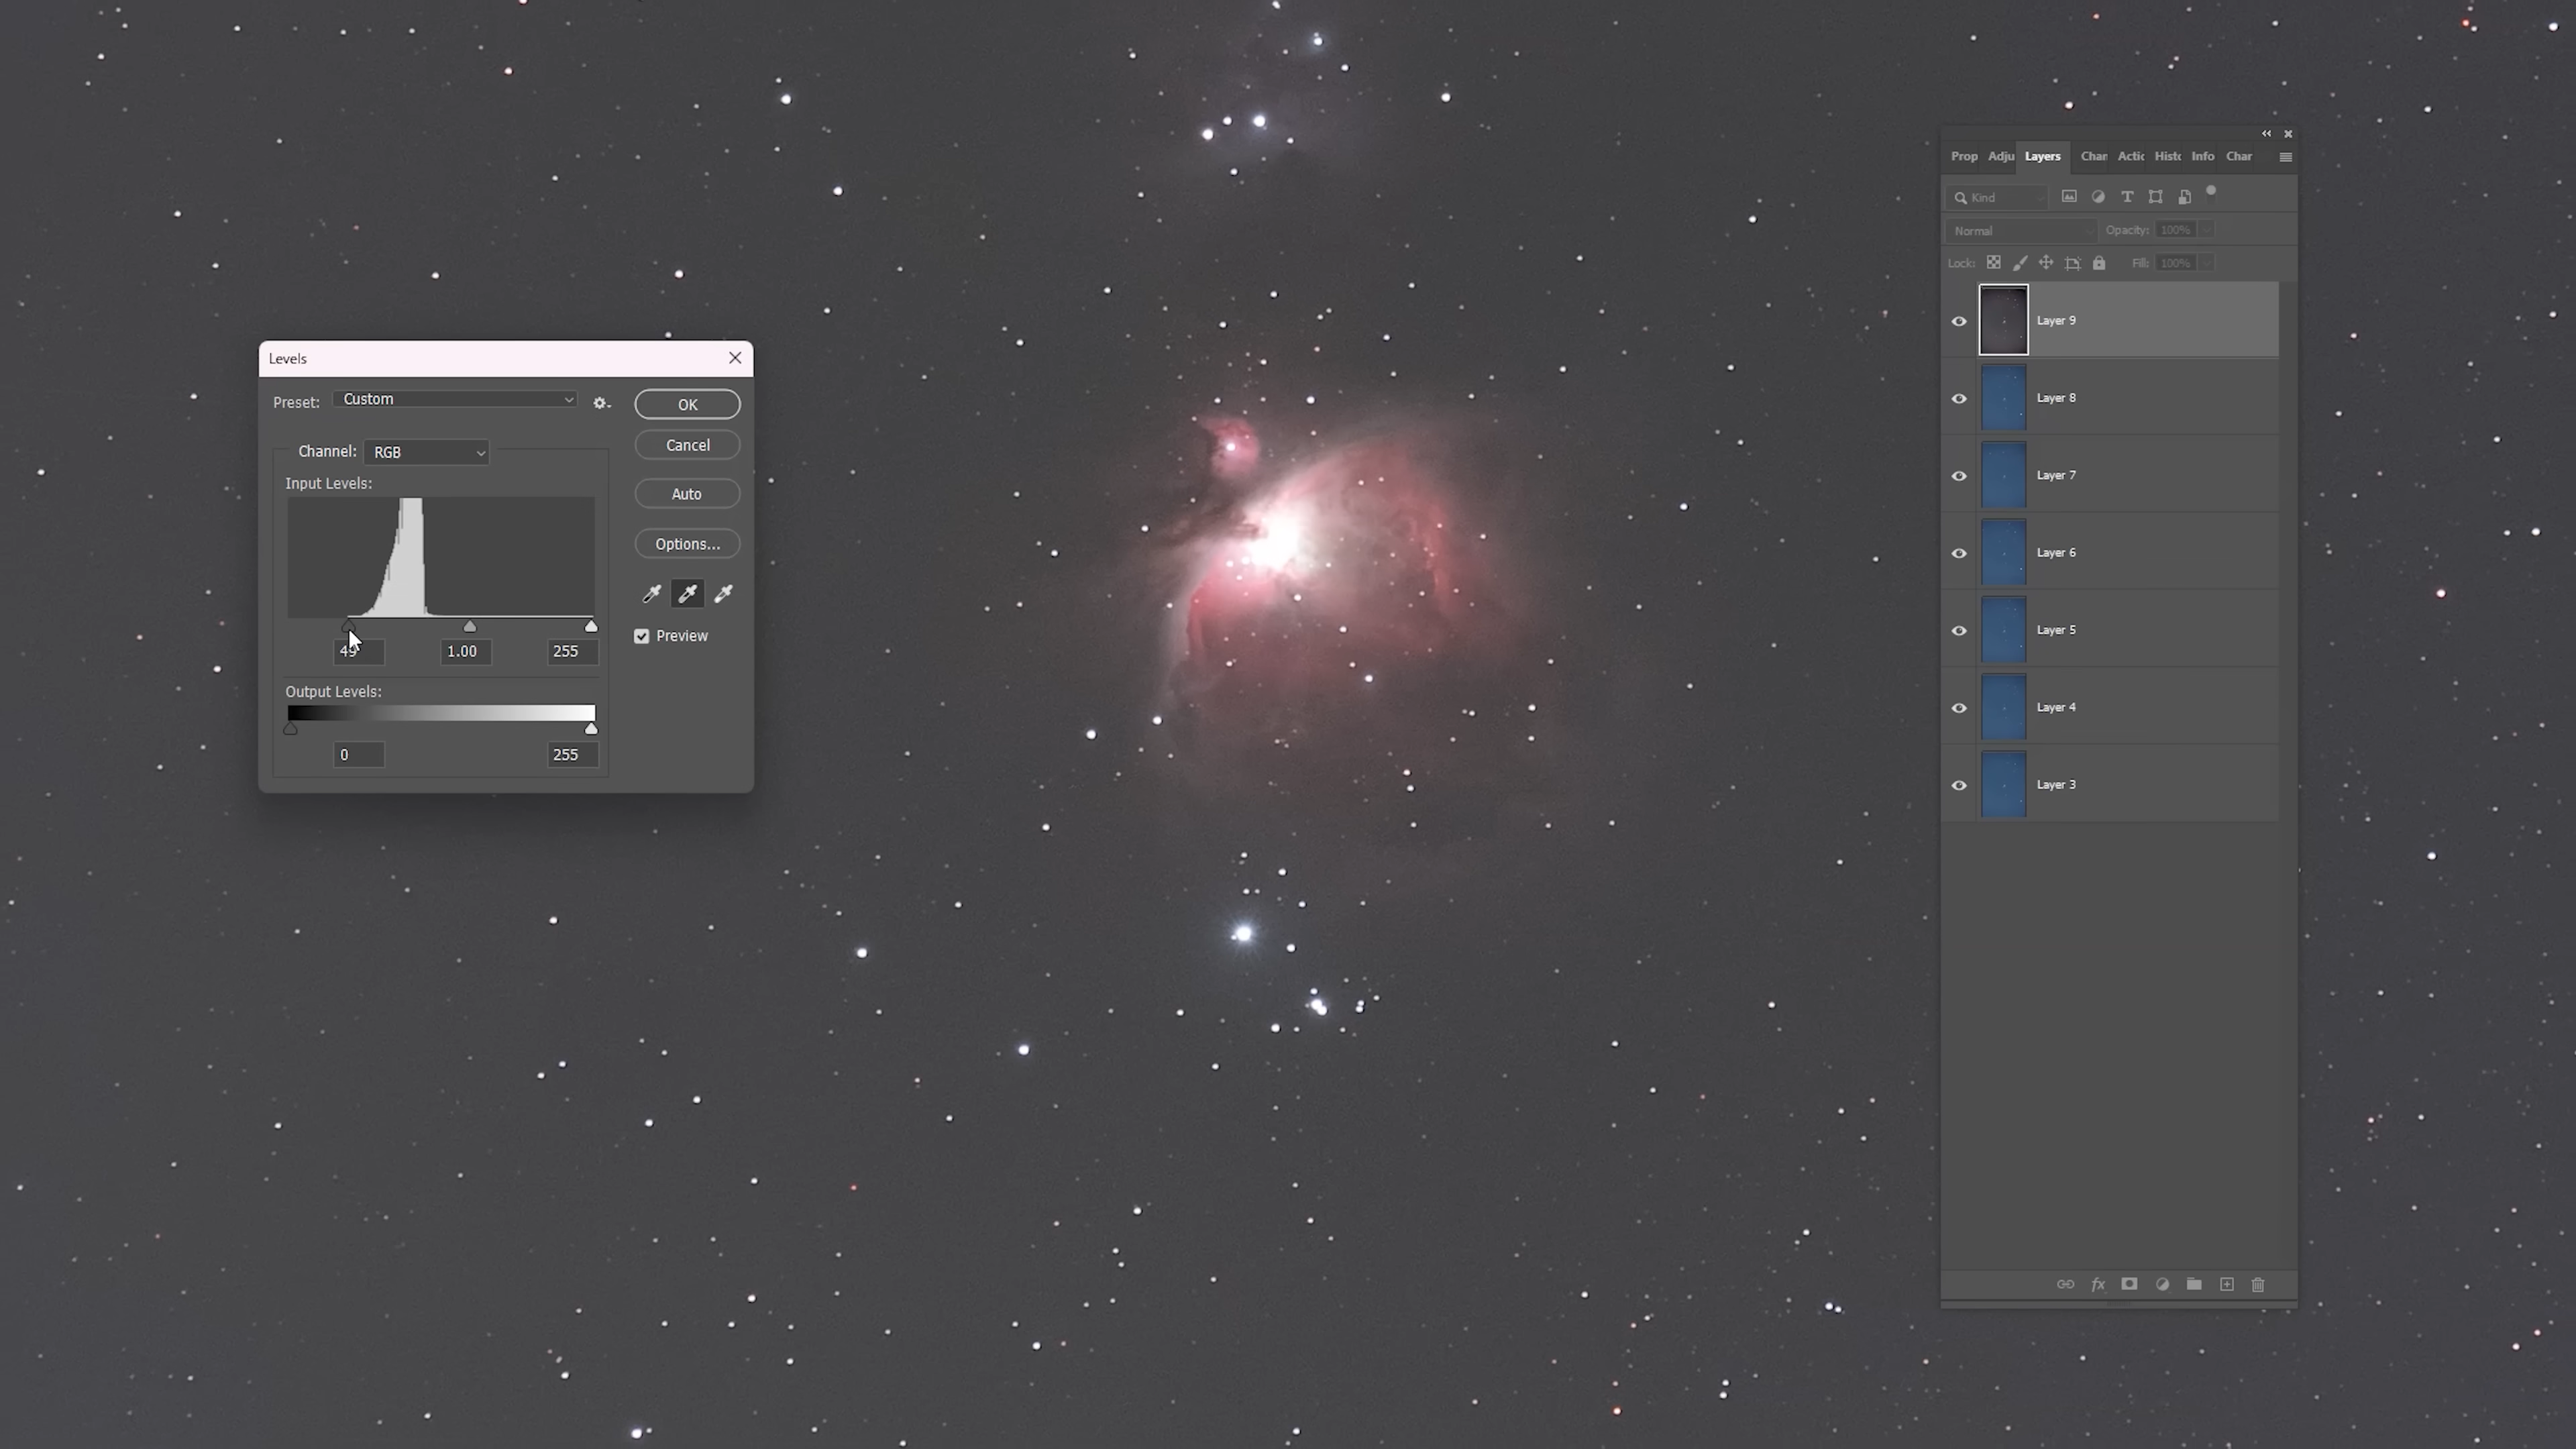 Levels
Preset: Custom
OK
Cancel
Channel: RGB
Input Levels:
Auto
Options...
Preview
49 1.00 255
Output Levels:
0 255
Prop Adju Layers Char Actic Histc Info Char
Kind
Normal Opacity: 100%
Lock: Fill: 100%
Layer 9
Layer 8
Layer 7
Layer 6
Layer 5
Layer 4
Layer 3
fx